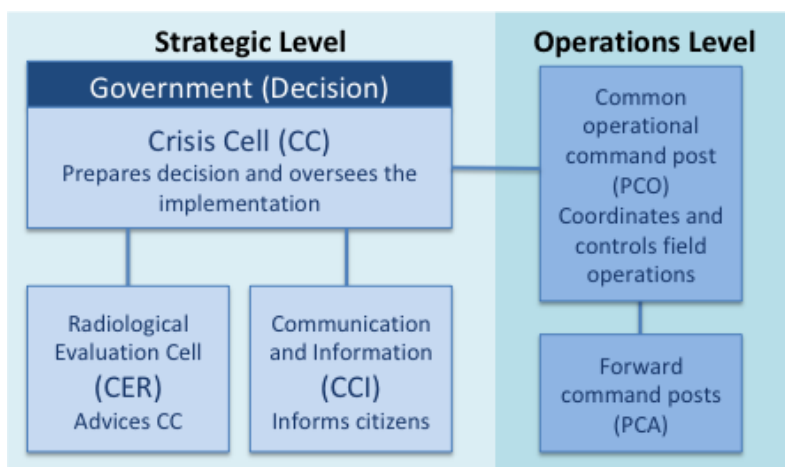 Strategic Level
Government (Decision)
Crisis Cell (CC)
Prepares decision and oversees the
implementation
Radiological
Evaluation Cell
(CER)
Advices CC
Communication
and Information
(CCI)
Informs citizens
Operations Level
Common
operational
command post
(PCO)
Coordinates and
controls field
operations
Forward
command posts
(PCA)